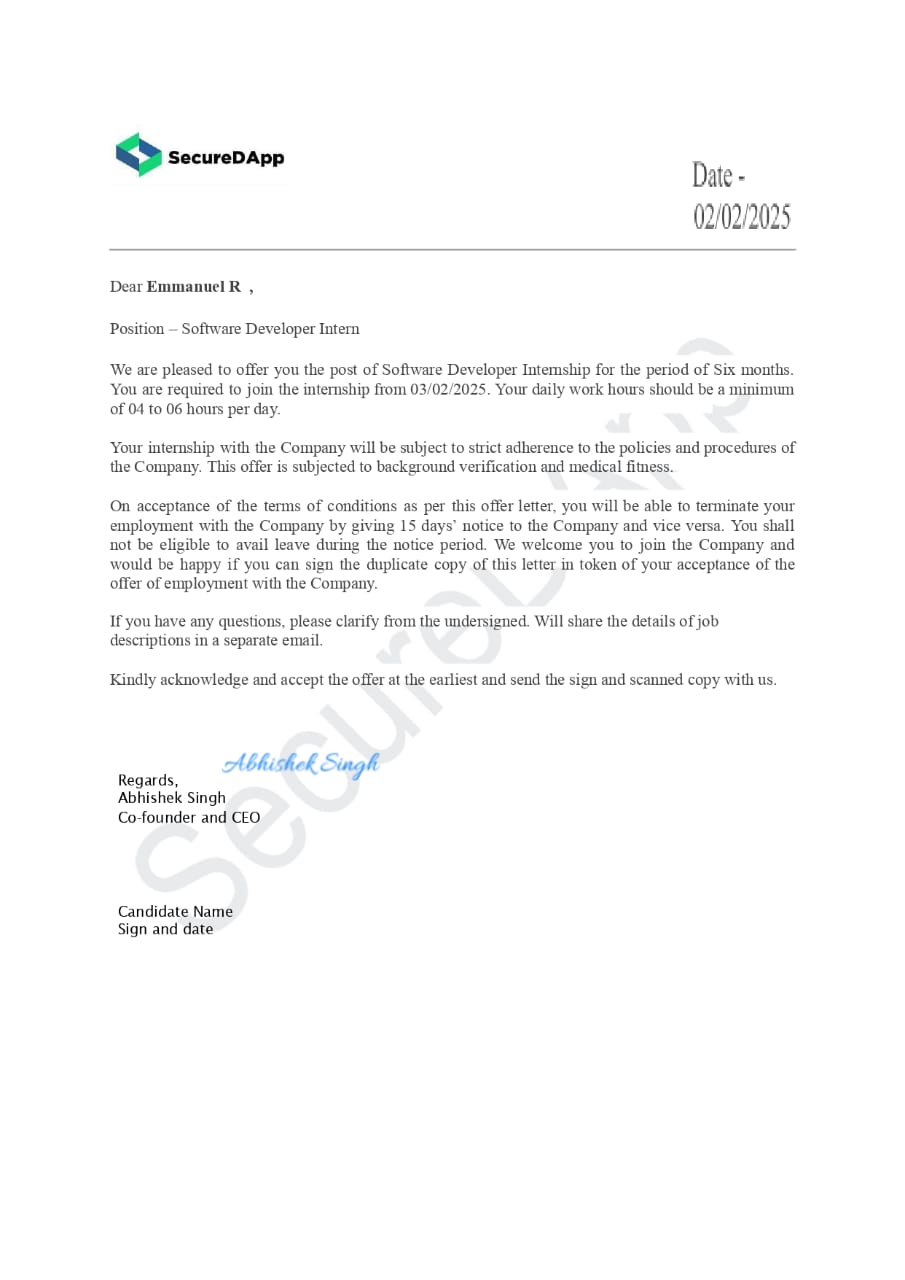 SecureDApp
Date -
02/02/2025
Dear Emmanuel R ,
Position – Software Developer Intern
We are pleased to offer you the post of Software Developer Internship for the period of Six months.
You are required to join the internship from 03/02/2025. Your daily work hours should be a minimum
of 04 to 06 hours per day.
Your internship with the Company will be subject to strict adherence to the policies and procedures of
the Company. This offer is subjected to background verification and medical fitness.
On acceptance of the terms of conditions as per this offer letter, you will be able to terminate your
employment with the Company by giving 15 days’ notice to the Company and vice versa. You shall
not be eligible to avail leave during the notice period. We welcome you to join the Company and
would be happy if you can sign the duplicate copy of this letter in token of your acceptance of the
offer of employment with the Company.
If you have any questions, please clarify from the undersigned. Will share the details of job
descriptions in a separate email.
Kindly acknowledge and accept the offer at the earliest and send the sign and scanned copy with us.
Abhishek Singh
Regards,
Abhishek Singh
Co-founder and CEO
Candidate Name
Sign and date